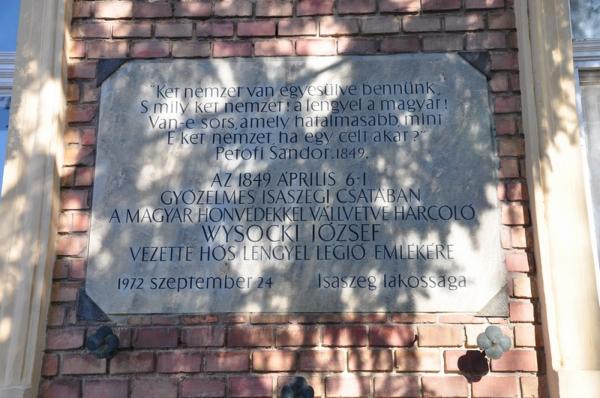 "Két nemzet van egyesülve bennünk,
S mily két nemzet! a lengyel a magyar!
Van-e sors, amely hatalmasabb, mint
E két nemzet, ha egy célt akar?"
Petőfi Sándor. 1849.
AZ 1849 ÁPRILIS 6-I
GYŐZELMES ISASZEGI CSATÁBAN
A MAGYAR HONVÉDEKKEL VÁLLVETVE HARCOLÓ
WYSOCKI JÓZSEF
VEZETTE HŐS LENGYEL LÉGIÓ EMLÉKÉRE
1972 szeptember 24 Isaszeg lakossága